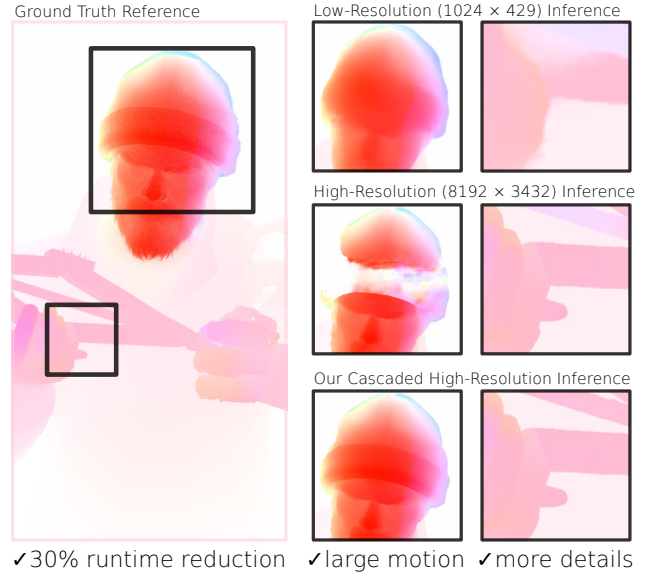 Ground Truth Reference
Low-Resolution (1024 × 429) Inference
High-Resolution (8192 × 3432) Inference
Our Cascaded High-Resolution Inference
✓30% runtime reduction ✓large motion ✓more details